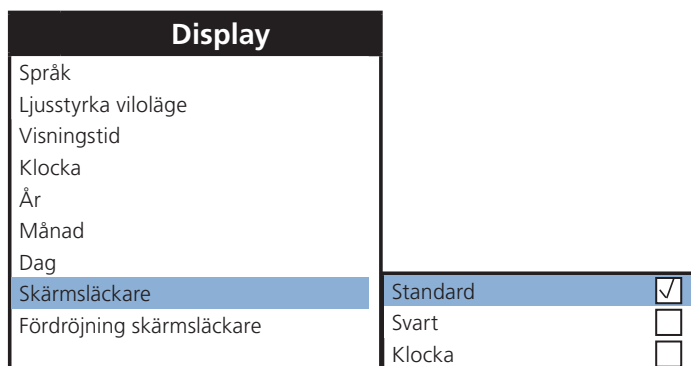 Display
Språk
Ljusstyrka viloläge
Visningstid
Klocka
År
Månad
Dag
Skärmsläckare
Fördröjning skärmsläckare
Standard
Svart
Klocka